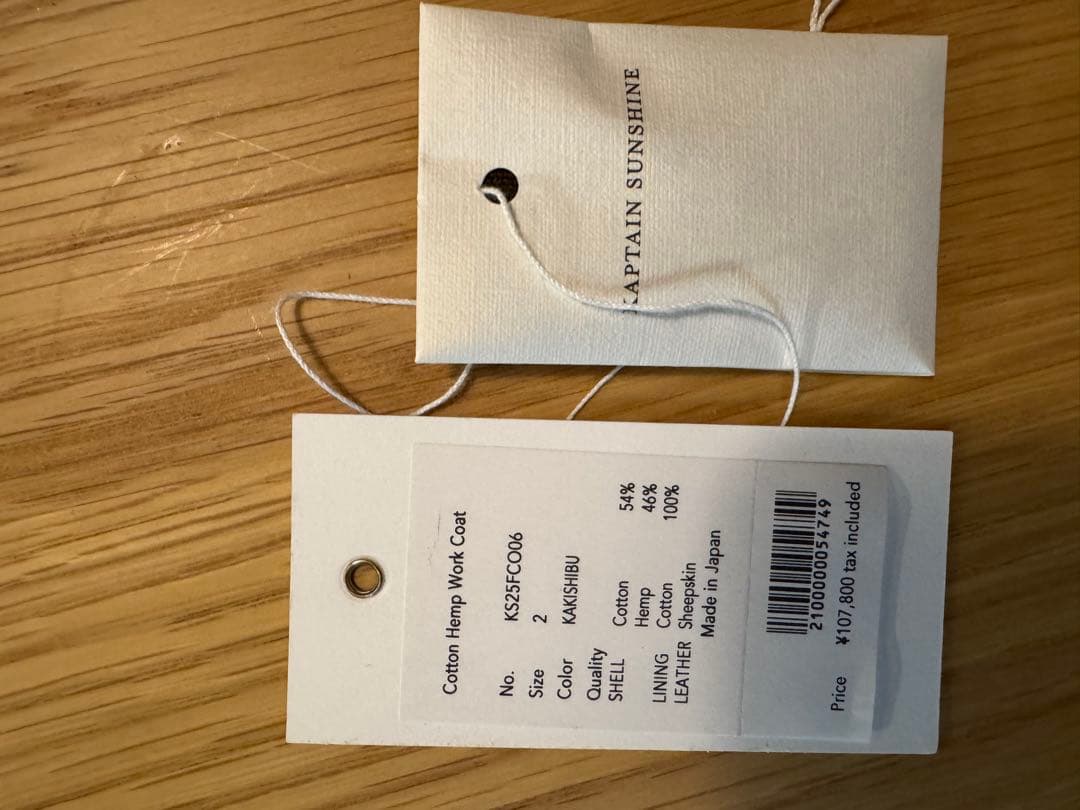 KAPTAIN SUNSHINE
Cotton Hemp Work Coat
No. KS25FCO06
Size 2
Color KAKISHIBU
Quality
SHELL Cotton 54%
Hemp 46%
LINING Cotton 100%
LEATHER Sheepskin
Made in Japan
2100000054749
Price ¥107,800 tax included